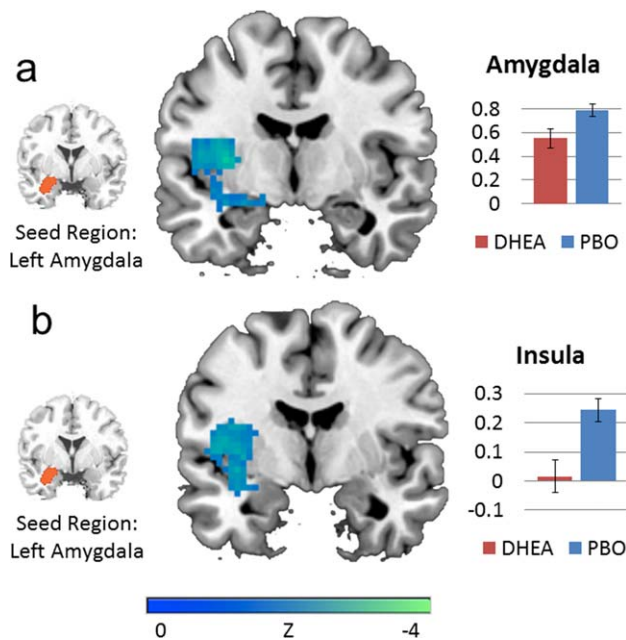 a
Seed Region:
Left Amygdala
Amygdala
0.8
0.6
0.4
0.2
0
DHEA PBO
b
Seed Region:
Left Amygdala
Insula
0.3
0.2
0.1
0
-0.1
DHEA PBO
0 Z -4